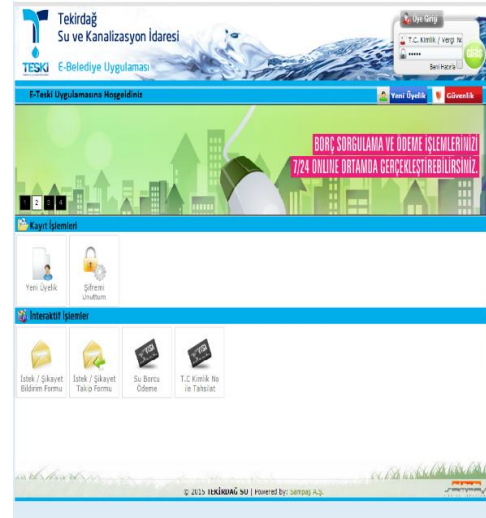 Tekirdağ
Su ve Kanalizasyon İdaresi
TESKİ
E-Belediye Uygulaması
Üye Girişi
T.C. Kimlik / Vergi No
Beni Hatırla
GİRİŞ
E-Teski Uygulamasına Hoşgeldiniz
Yeni Üyelik
Güvenlik
BORÇ SORGULAMA VE ÖDEME İŞLEMLERİNİZİ
7/24 ONLINE ORTAMDA GERÇEKLEŞTİREBİLİRSİNİZ.
1 2 3 4
Kayıt İşlemleri
Yeni Üyelik
Şifremi
Unuttum
İnteraktif İşlemler
İstek / Şikayet
Bildirim Formu
İstek / Şikayet
Takip Formu
Su Borcu
Ödeme
T.C Kimlik No
ile Tahsilat
© 2015 TEKİRDAĞ SU | Powered by: Sampaş A.Ş.